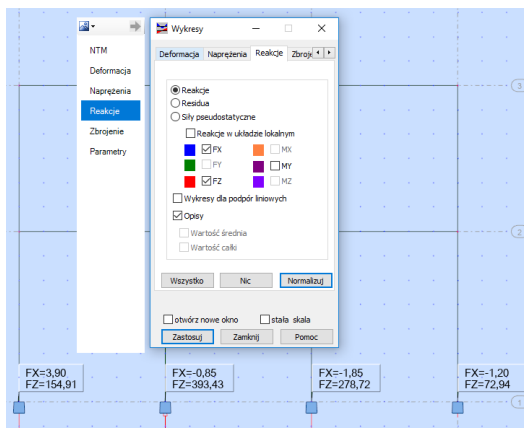 NTM
Deformacja
Naprężenia
Reakcje
Zbrojenie
Parametry
Wykresy
Deformacja Naprężenia Reakcje
Reakcje
Residua
Siły pseudostatyczne
Reakcje w układzie lokalnym
FX MX
FY MY
FZ MZ
Wykresy dla podpór liniowych
Opisy
Wartość średnia
Wartość całki
Wszystko Nic Normalizuj
otwórz nowe okno stała skala
Zastosuj Zamknij Pomoc
3
2
FX=3,90 FX=-0,85 FX=-1,85 FX=-1,20
FZ=154,91 FZ=393,43 FZ=278,72 FZ=72,94
1